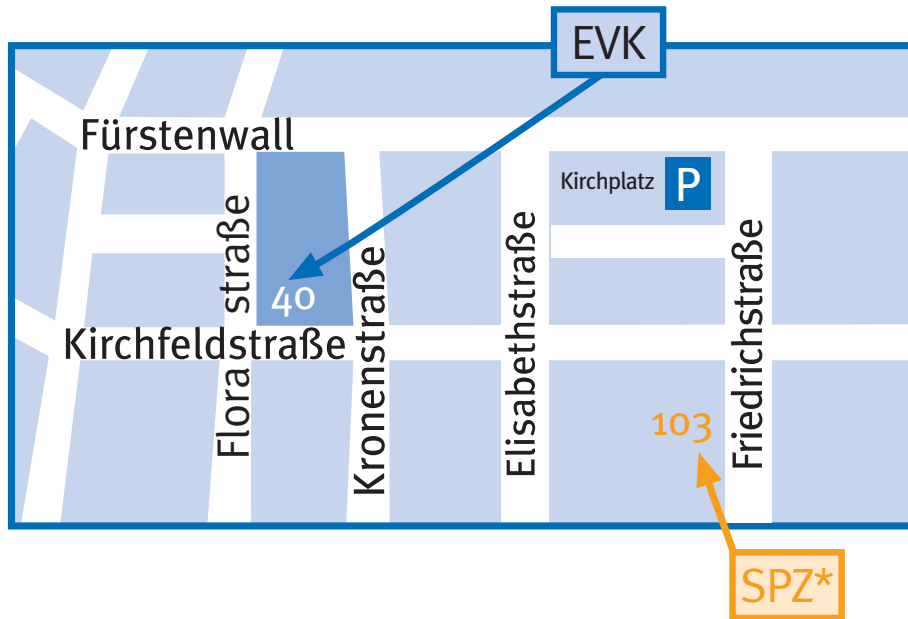 EVK
Fürstenwall
Kirchplatz P
Florastraße
40
Kirchfeldstraße
Kronenstraße
Elisabethstraße
Friedrichstraße
103
SPZ*